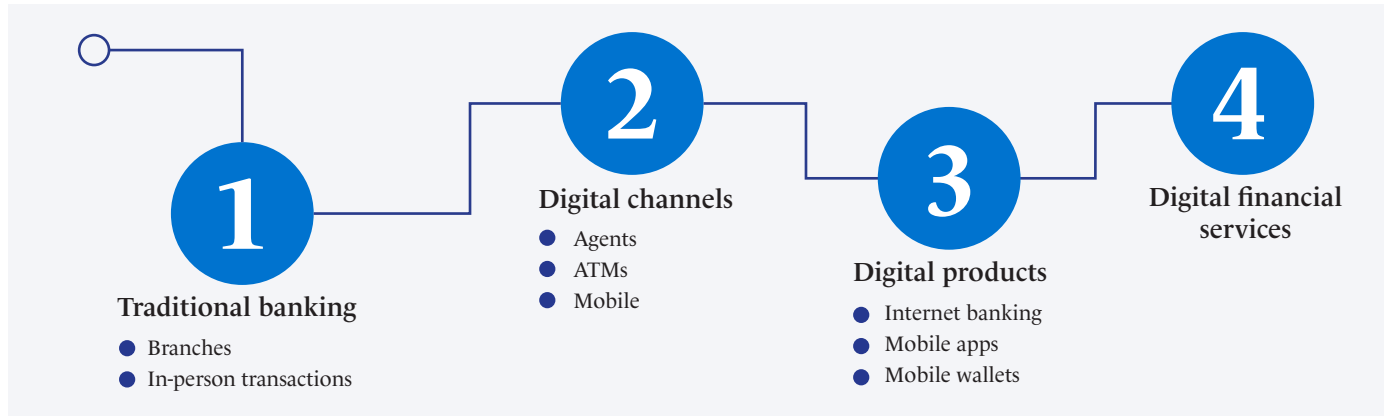 1
Traditional banking
Branches
In-person transactions
2
Digital channels
Agents
ATMs
Mobile
3
Digital products
Internet banking
Mobile apps
Mobile wallets
4
Digital financial
services